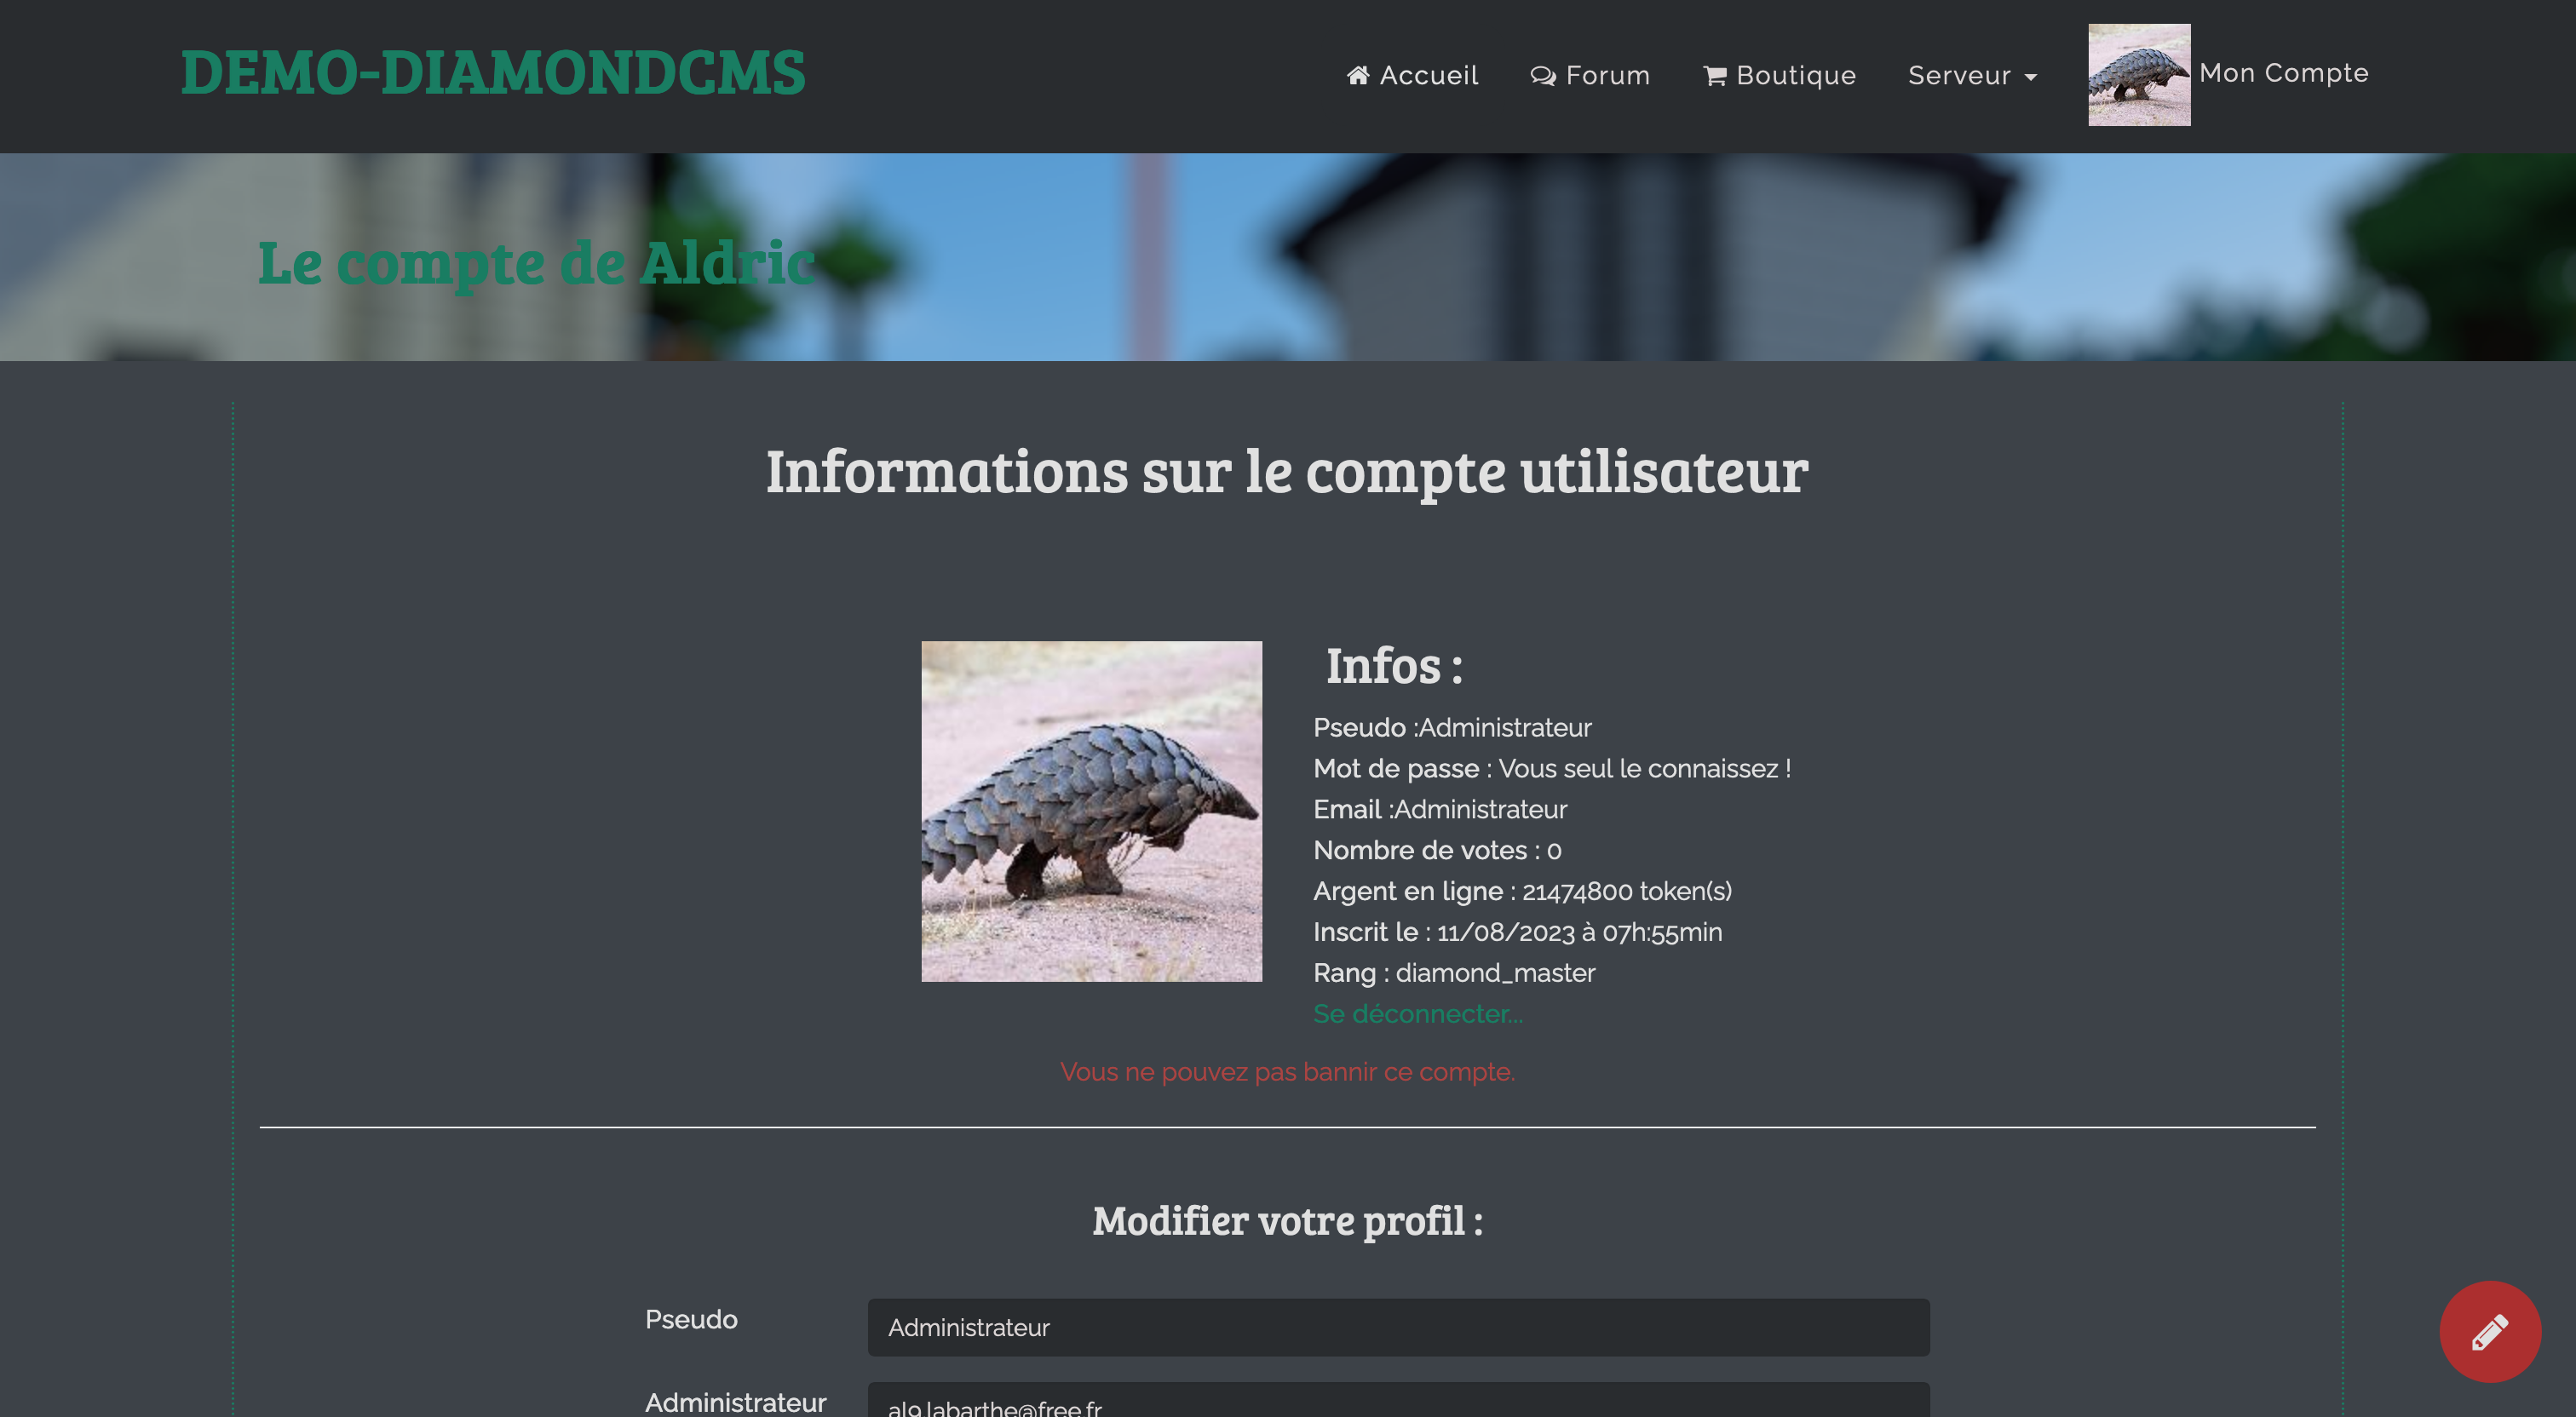 DEMO-DIAMONDCMS
Accueil
Forum
Boutique
Serveur
Mon Compte
Le compte de Aldric
Informations sur le compte utilisateur
Infos :
Pseudo :Administrateur
Mot de passe : Vous seul le connaissez !
Email :Administrateur
Nombre de votes : 0
Argent en ligne : 21474800 token(s)
Inscrit le : 11/08/2023 à 07h:55min
Rang : diamond_master
Se déconnecter...
Vous ne pouvez pas bannir ce compte.
Modifier votre profil :
Pseudo
Administrateur
Administrateur
al9.labarthe@free.fr